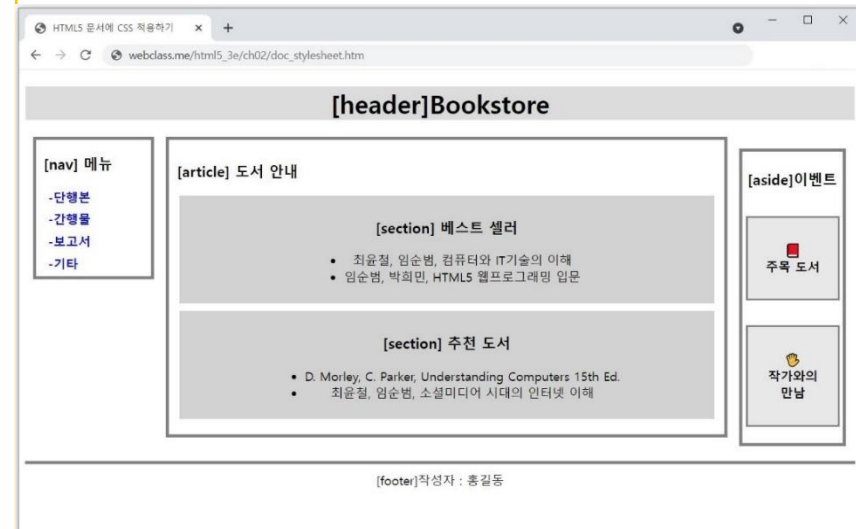 HTML5 문서에 CSS 적용하기
webclass.me/html5_3e/ch02/doc_stylesheet.htm
[header]Bookstore
[nav] 메뉴
-단행본
-간행물
-보고서
-기타
[article] 도서 안내
[section] 베스트 셀러
• 최윤철, 임순범, 컴퓨터와 IT기술의 이해
• 임순범, 박희민, HTML5 웹프로그래밍 입문
[section] 추천 도서
• D. Morley, C. Parker, Understanding Computers 15th Ed.
• 최윤철, 임순범, 소셜미디어 시대의 인터넷 이해
[aside]이벤트
주목 도서
작가와의
만남
[footer]작성자 : 홍길동